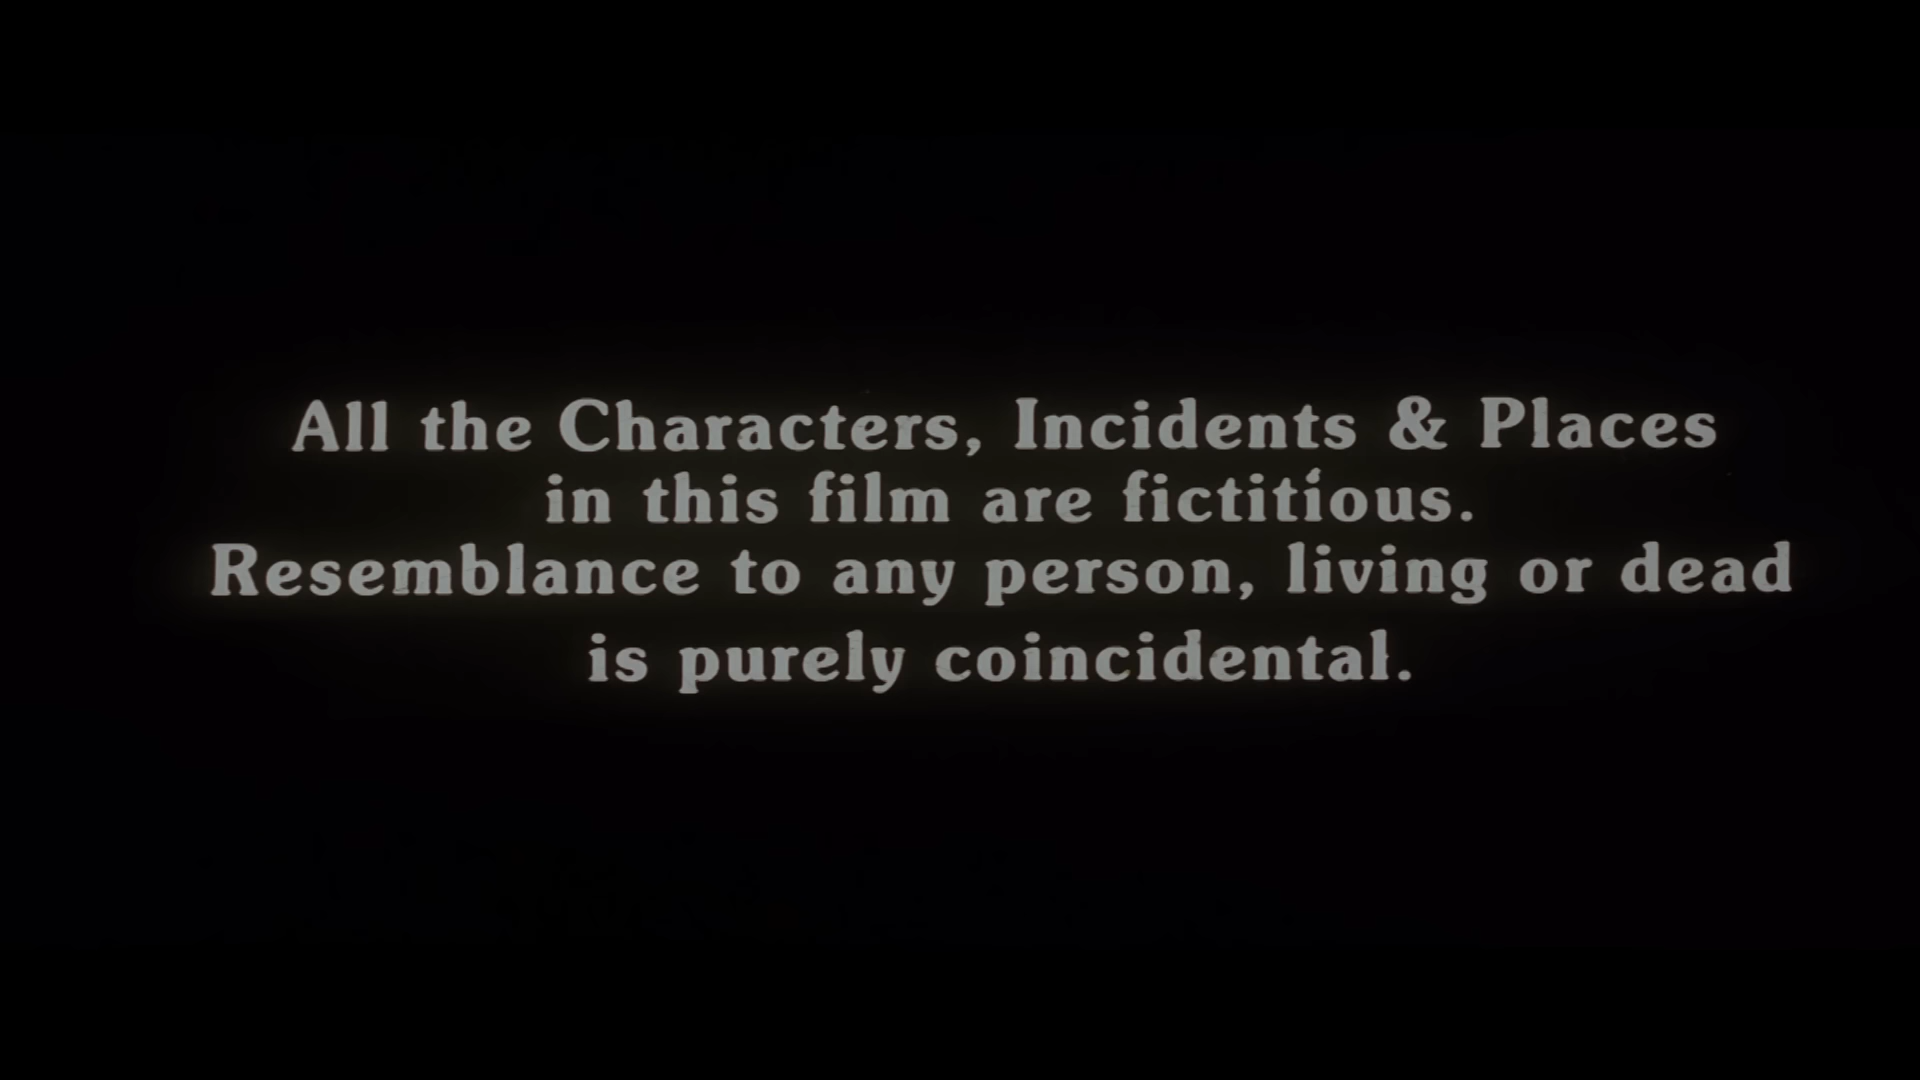 All the Characters, Incidents & Places
in this film are fictitious.
Resemblance to any person, living or dead
is purely coincidental.